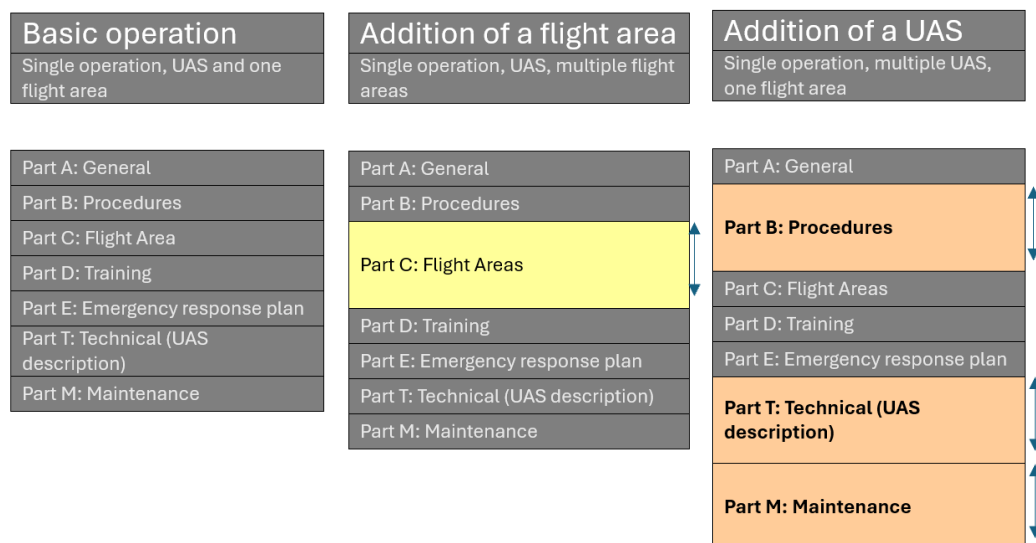 Basic operation
Single operation, UAS and one
flight area
Part A: General
Part B: Procedures
Part C: Flight Area
Part D: Training
Part E: Emergency response plan
Part T: Technical (UAS
description)
Part M: Maintenance
Addition of a flight area
Single operation, UAS, multiple flight
areas
Part A: General
Part B: Procedures
Part C: Flight Areas
Part D: Training
Part E: Emergency response plan
Part T: Technical (UAS description)
Part M: Maintenance
Addition of a UAS
Single operation, multiple UAS,
one flight area
Part A: General
Part B: Procedures
Part C: Flight Areas
Part D: Training
Part E: Emergency response plan
Part T: Technical (UAS
description)
Part M: Maintenance